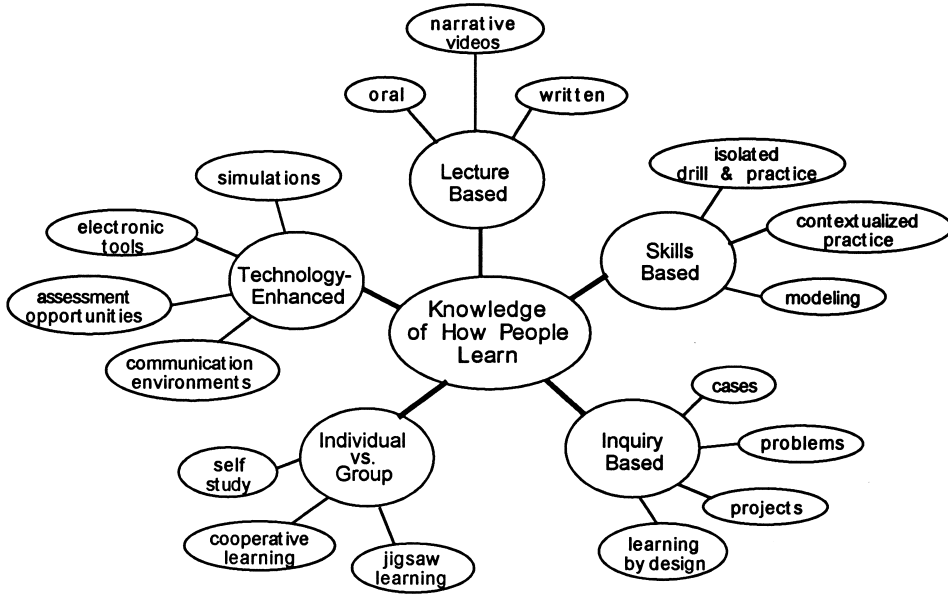 narrative
videos
oral
written
Lecture
Based
isolated
drill & practice
contextualized
practice
modeling
Skills
Based
simulations
electronic
tools
assessment
opportunities
communication
environments
Technology-
Enhanced
Knowledge
of How People
Learn
cases
problems
projects
learning
by design
Inquiry
Based
Individual
vs.
Group
self
study
cooperative
learning
jigsaw
learning